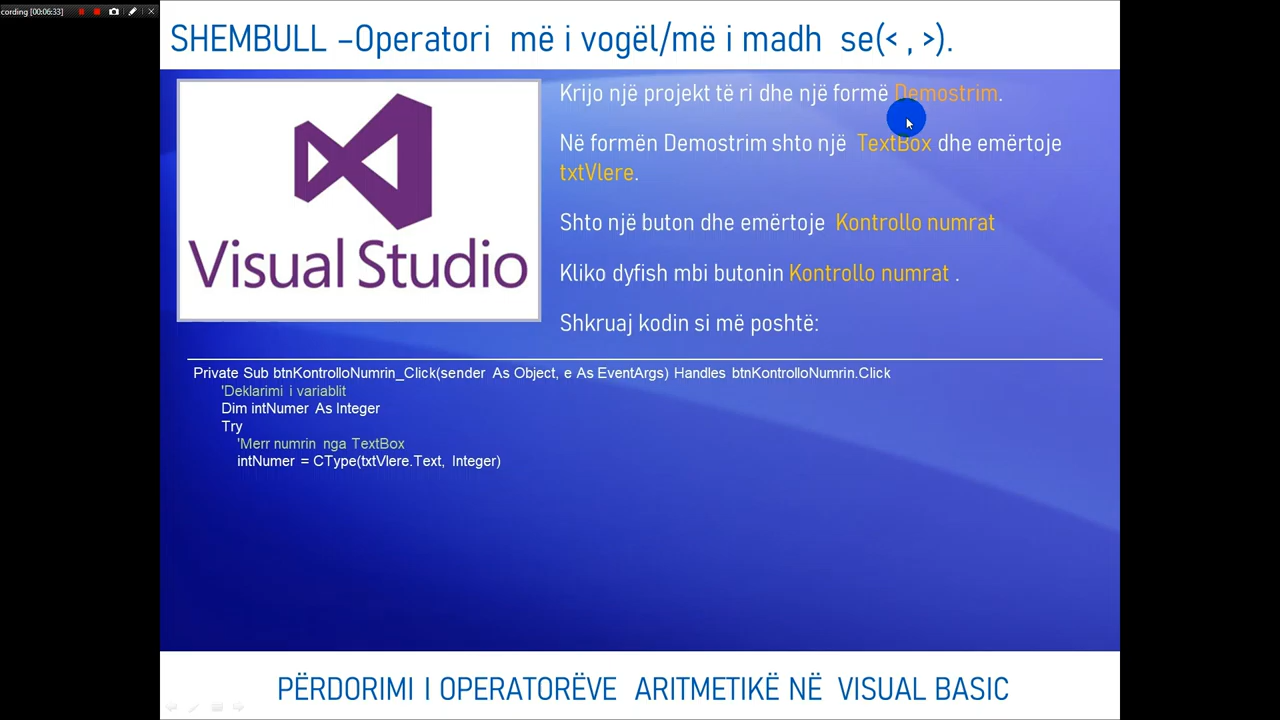 cording [00:06:33]
SHEMBULL –Operatori më i vogël/më i madh se(< , >).
Visual Studio
Krijo një projekt të ri dhe një formë Demostrim.
Në formën Demostrim shto një TextBox dhe emërtoje
txtVlere.
Shto një buton dhe emërtoje Kontrollo numrat
Kliko dyfish mbi butonin Kontrollo numrat .
Shkruaj kodin si më poshtë:
Private Sub btnKontrolloNumrin_Click(sender As Object, e As EventArgs) Handles btnKontrolloNumrin.Click
'Deklarimi i variablit
Dim intNumer As Integer
Try
'Merr numrin nga TextBox
intNumer = CType(txtVlere.Text, Integer)
PËRDORIMI I OPERATORËVE ARITMETIKË NË VISUAL BASIC